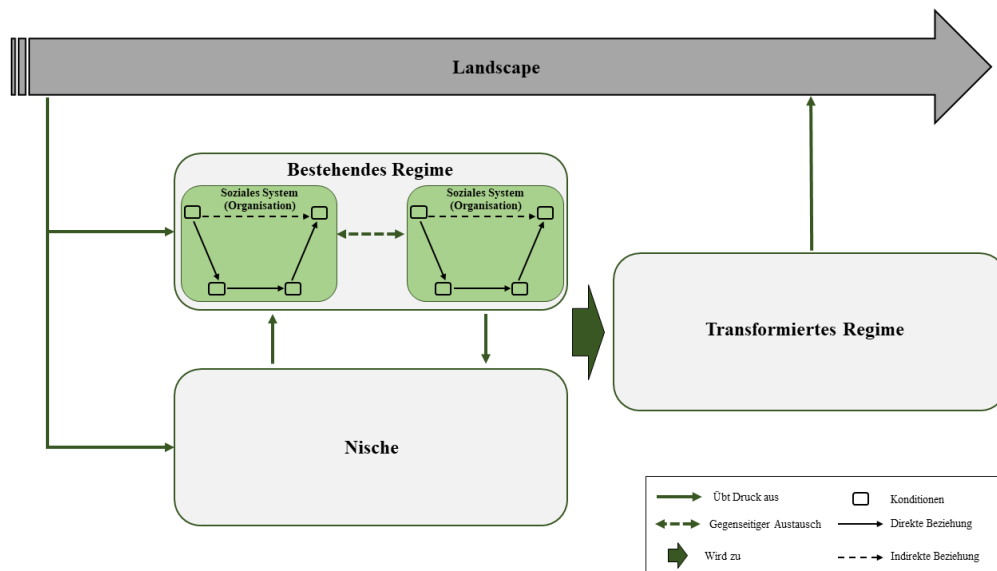 Landscape
Bestehendes Regime
Soziales System
(Organisation)
Soziales System
(Organisation)
Transformiertes Regime
Nische
Übt Druck aus
Konditionen
Gegenseitiger Austausch
Direkte Beziehung
Wird zu
Indirekte Beziehung